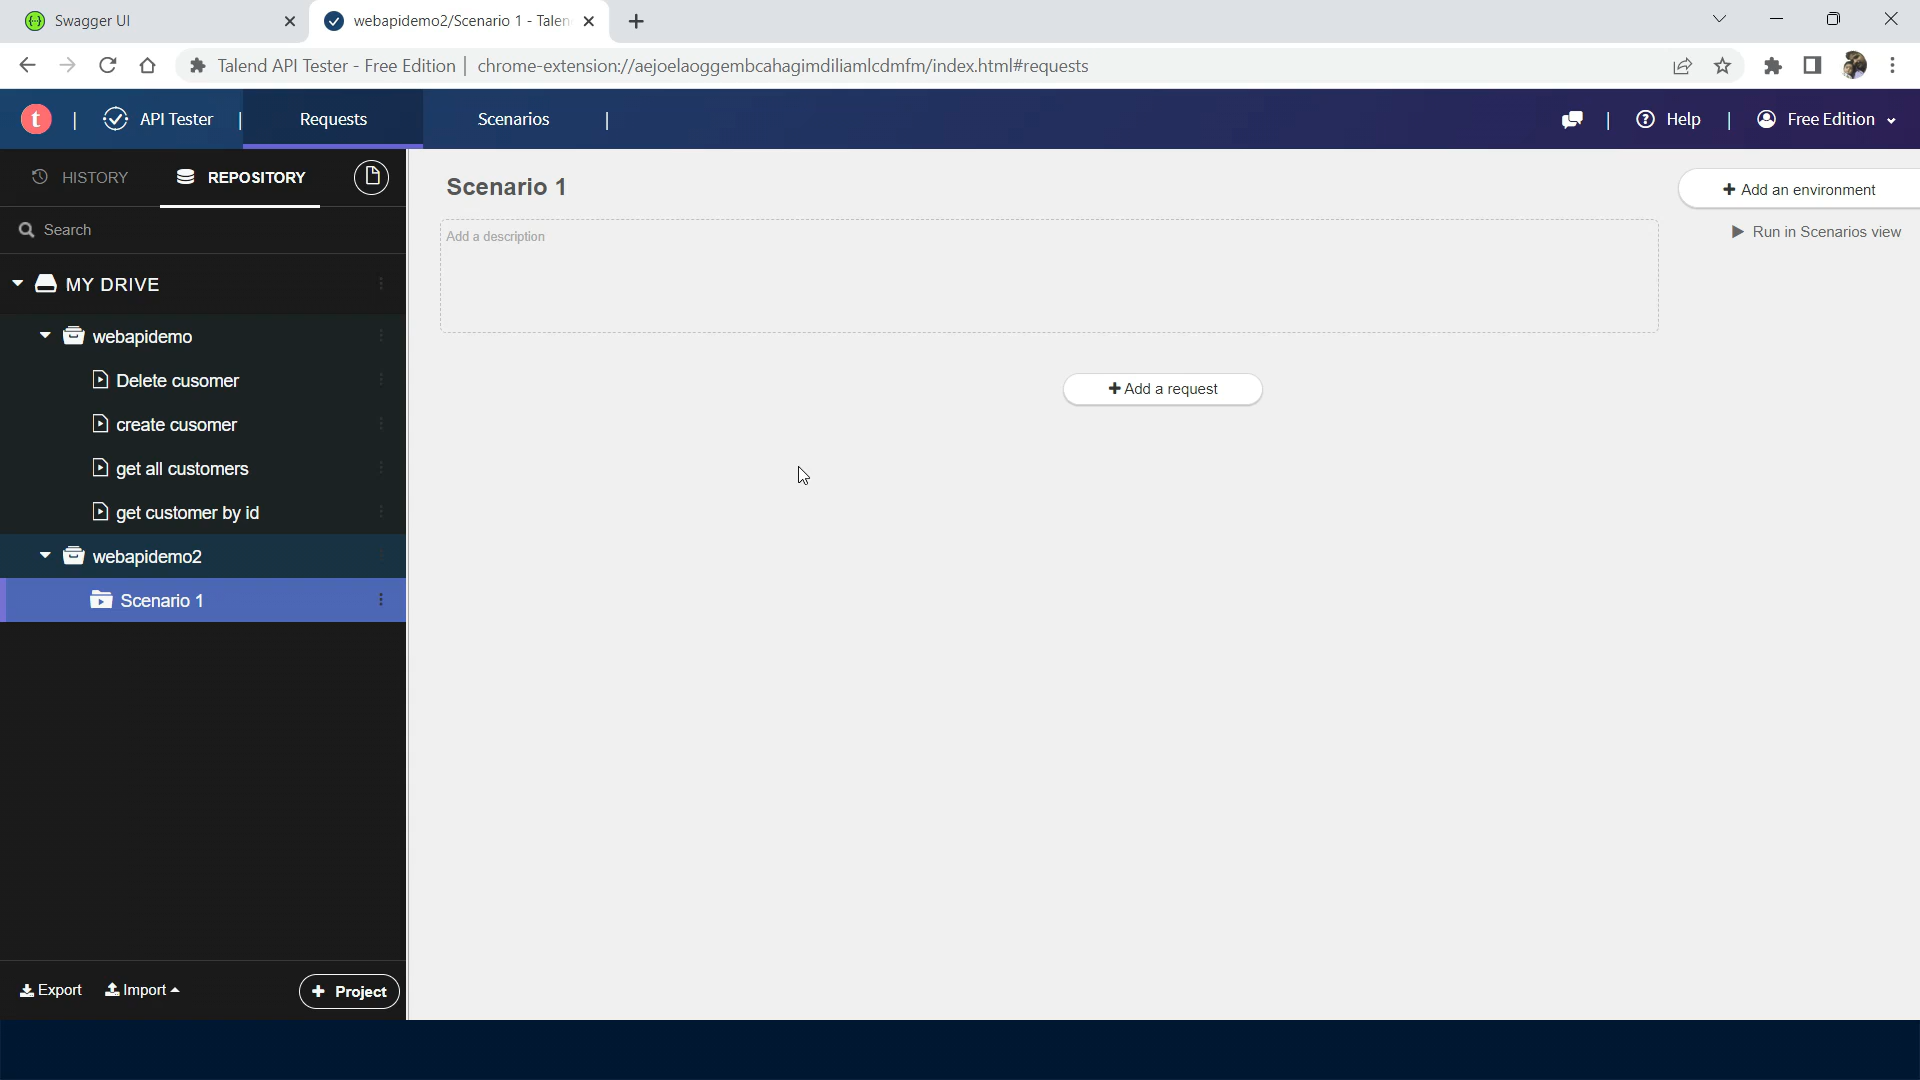 Swagger UI
webapidemo2/Scenario 1 - Talen
Talend API Tester - Free Edition | chrome-extension://aejoelaoggembcahagimdiliamlcdmfm/index.html#requests
t | API Tester | Requests Scenarios | | Help | Free Edition
HISTORY REPOSITORY
Search
MY DRIVE
webapidemo
Delete cusomer
create cusomer
get all customers
get customer by id
webapidemo2
Scenario 1
Export Import + Project
Scenario 1
Add a description
+ Add a request
+ Add an environment
Run in Scenarios view